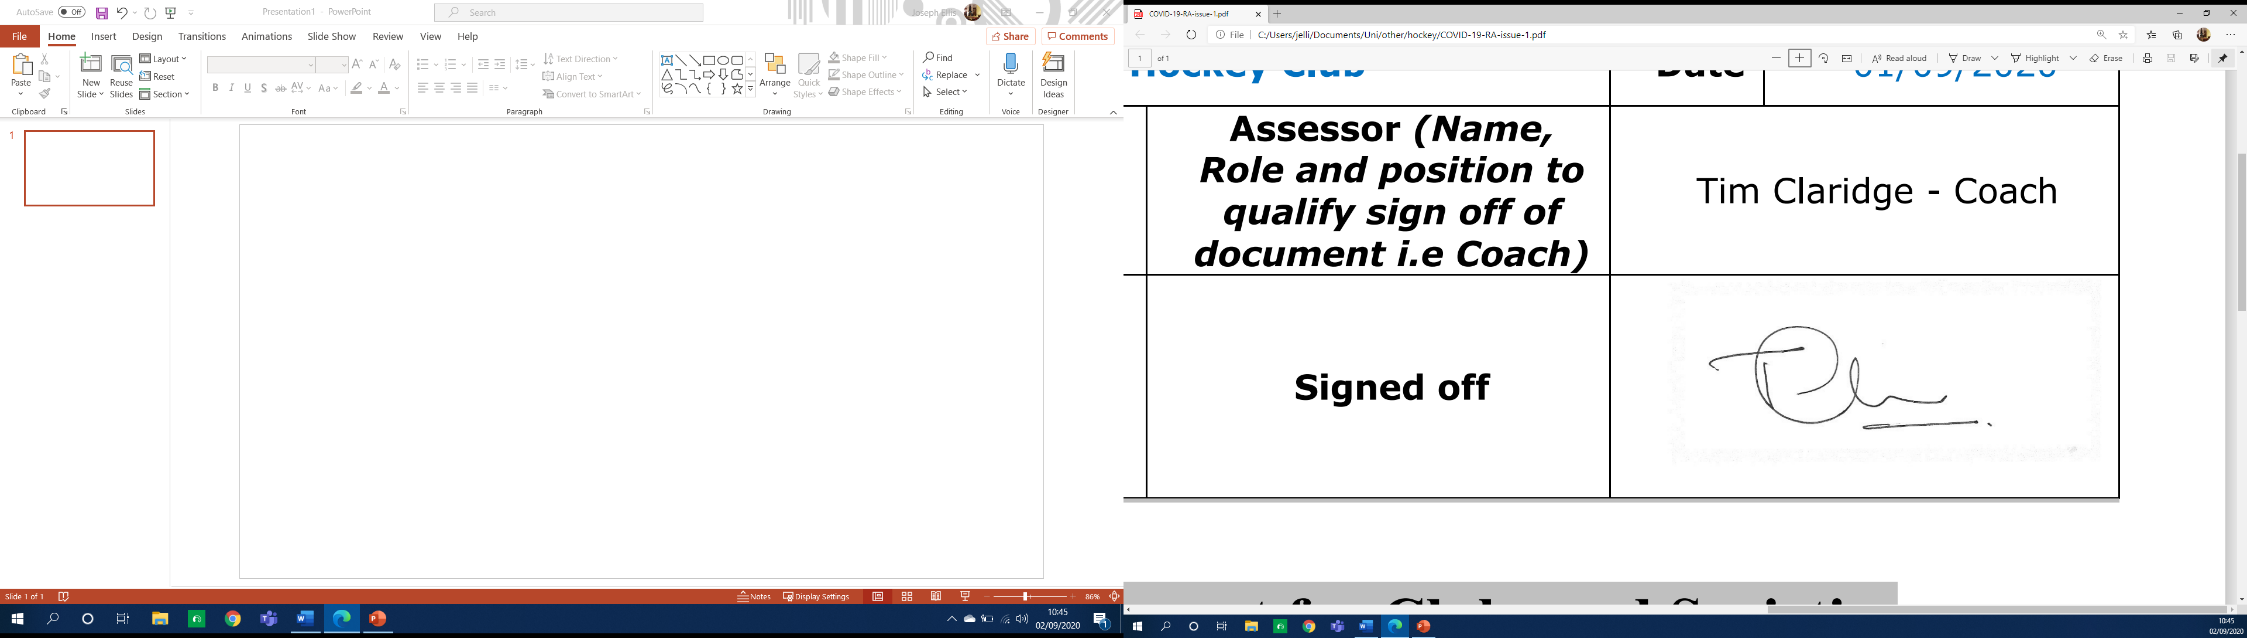 AutoSave Off Presentation1 - PowerPoint Search Joseph Ellis
File Home Insert Design Transitions Animations Slide Show Review View Help Share Comments
Paste New Slide Reuse Slides Layout Reset Section
B I U S ab AV Aa A
Text Direction
Align Text
Convert to SmartArt
Arrange Quick Styles
Shape Fill
Shape Outline
Shape Effects
Find
Replace
Select
Dictate
Design Ideas
Clipboard Slides Font Paragraph Drawing Editing Voice Designer
1
Slide 1 of 1 Notes Display Settings 86%
10:45
02/09/2020
COVID-19-RA-issue-1.pdf
File C:/Users/jelli/Documents/Uni/other/hockey/COVID-19-RA-issue-1.pdf
1 of 1 Read aloud Draw Highlight Erase
Hockey Club Date 01/09/2020
Assessor (Name,
Role and position to
qualify sign off of
document i.e Coach)
Tim Claridge - Coach
Signed off
10:45
02/09/2020